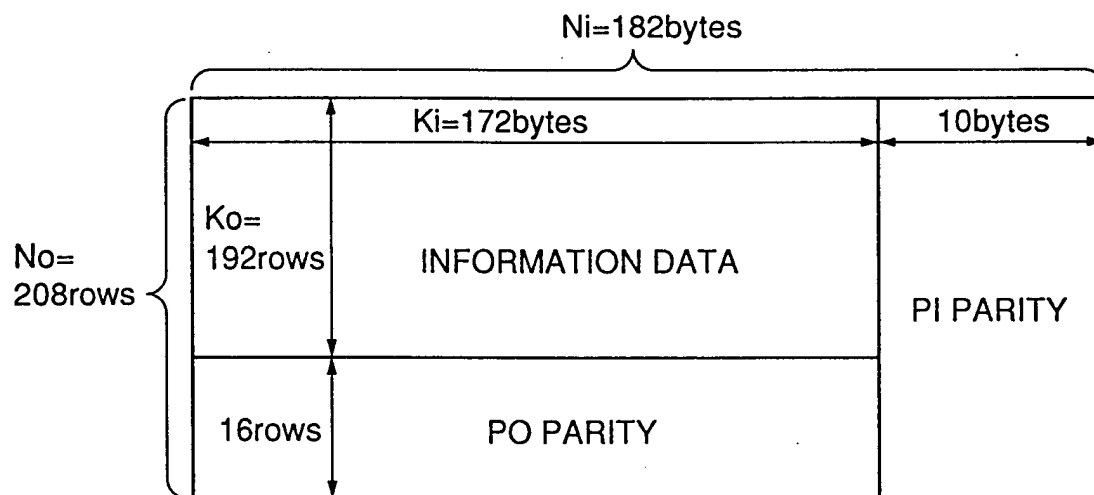 Ni=182bytes
Ki=172bytes
10bytes
Ko=
192rows
No=
208rows
INFORMATION DATA
PI PARITY
16rows
PO PARITY